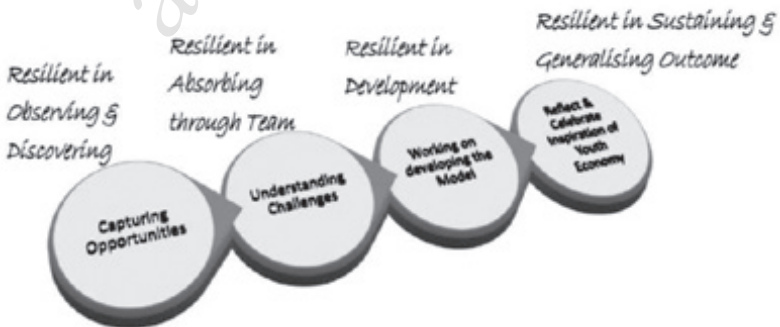 Resilient in
Observing &
Discovering
Resilient in
Absorbing
through Team
Resilient in
Development
Resilient in Sustaining &
Generalising Outcome
Capturing
Opportunities
Understanding
Challenges
Working on
developing the
Model
Reflect &
Celebrate
Inspiration of
Youth
Economy